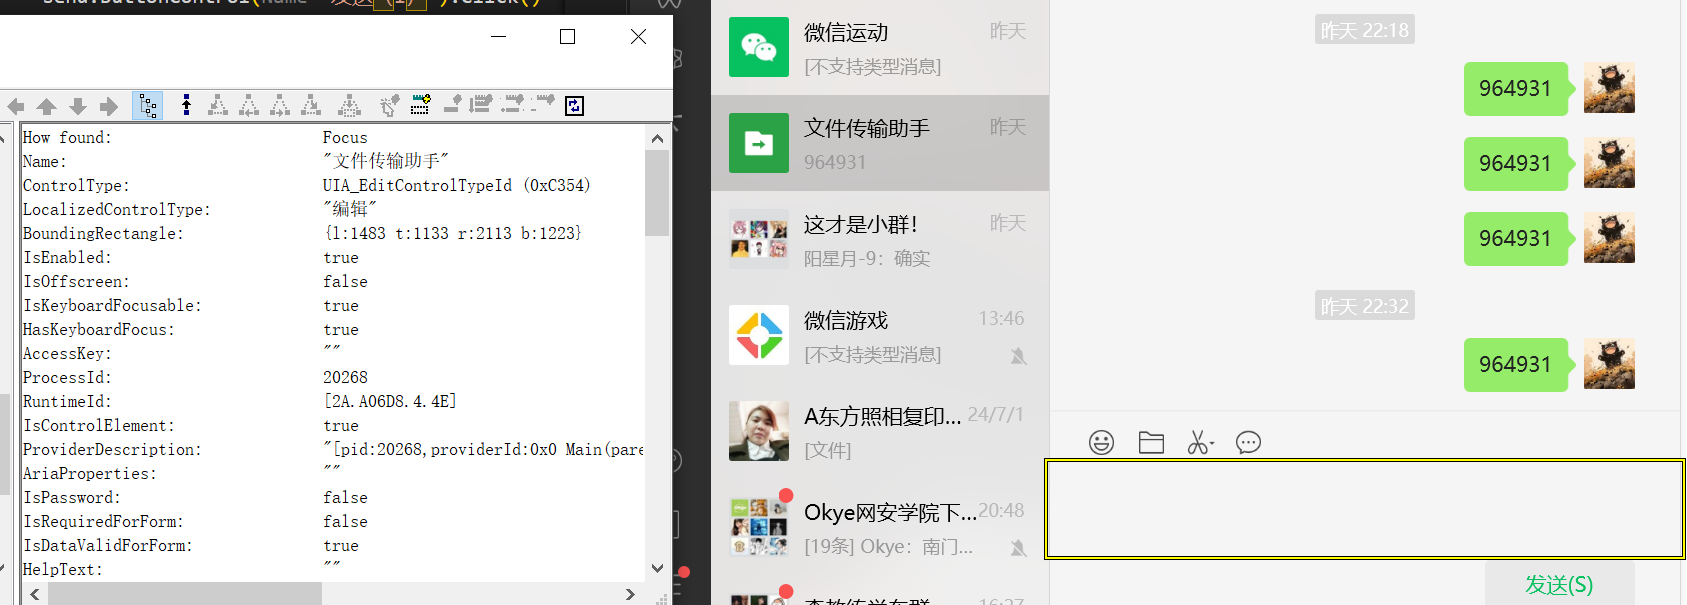 How found: Focus
Name: "文件传输助手"
ControlType: UIA_EditControlTypeId (0xC354)
LocalizedControlType: "编辑"
BoundingRectangle: {l:1483 t:1133 r:2113 b:1223}
IsEnabled: true
IsOffscreen: false
IsKeyboardFocusable: true
HasKeyboardFocus: true
AccessKey: ""
ProcessId: 20268
RuntimeId: [2A.A06D8.4.4E]
IsControlElement: true
ProviderDescription: "[pid:20268,providerId:0x0 Main(pare
AriaProperties: ""
IsPassword: false
IsRequiredForForm: false
IsDataValidForForm: true
HelpText: ""
微信运动 昨天
[不支持类型消息]
文件传输助手 昨天
964931
这才是小群! 昨天
阳星月-9: 确实
微信游戏 13:46
[不支持类型消息]
A东方照相复印... 24/7/1
[文件]
Okye网安学院下... 20:48
[19条] Okye: 南门...
16:27
昨天 22:18
964931
964931
964931
昨天 22:32
964931
发送(S)